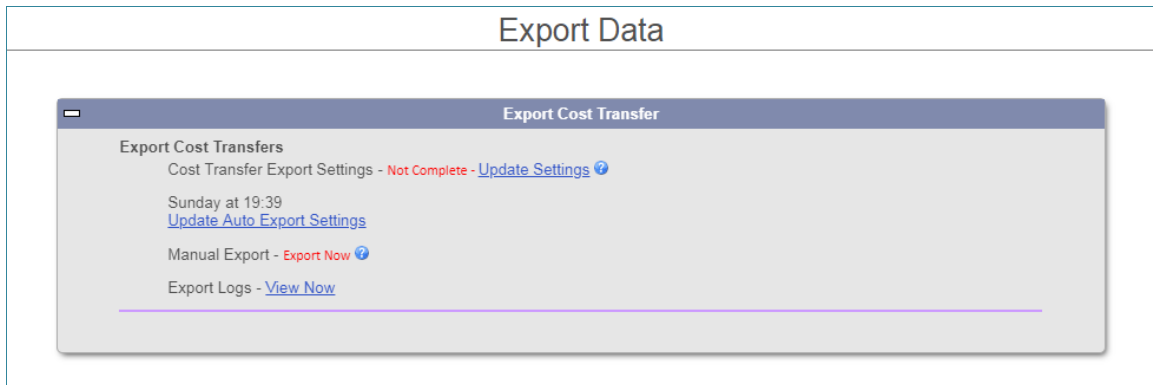 Export Data
Export Cost Transfer
Export Cost Transfers
Cost Transfer Export Settings - Not Complete - Update Settings ?
Sunday at 19:39
Update Auto Export Settings
Manual Export - Export Now ?
Export Logs - View Now